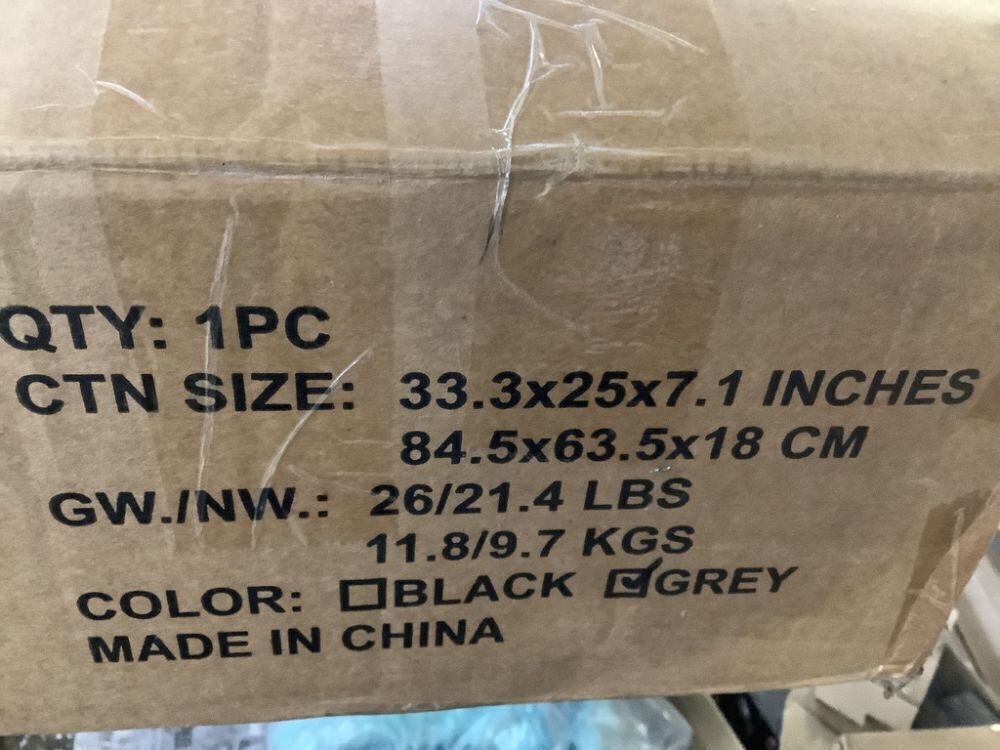 QTY: 1PC
CTN SIZE: 33.3x25x7.1 INCHES
84.5x63.5x18 CM
GW./NW.: 26/21.4 LBS
11.8/9.7 KGS
COLOR: ☐BLACK ☑GREY
MADE IN CHINA